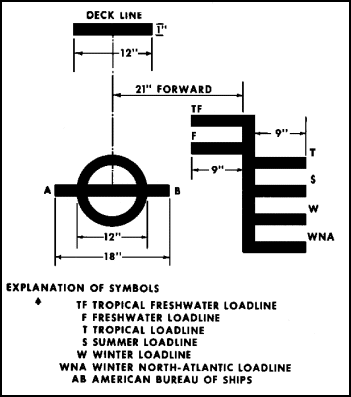 DECK LINE
1"
12"
21" FORWARD
TF
F
9"
9"
T
S
W
WNA
A
B
12"
18"
EXPLANATION OF SYMBOLS
TF TROPICAL FRESHWATER LOADLINE
F FRESHWATER LOADLINE
T TROPICAL LOADLINE
S SUMMER LOADLINE
W WINTER LOADLINE
WNA WINTER NORTH-ATLANTIC LOADLINE
AB AMERICAN BUREAU OF SHIPS